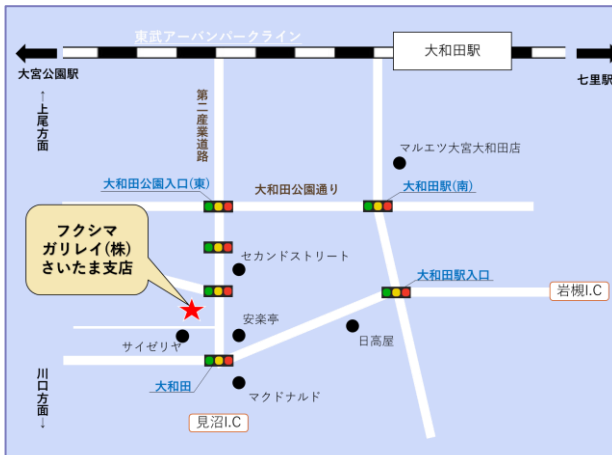 東武アーバンパークライン
大和田駅
大宮公園駅
七里駅
←上尾方面
第二産業道路
マルエツ大宮大和田店
大和田公園入口(東)
大和田公園通り
大和田駅(南)
フクシマ
ガリレイ(株)
さいたま支店
セカンドストリート
大和田駅入口
岩槻I.C
安楽亭
日高屋
サイゼリヤ
大和田
マクドナルド
川口方面→
見沼I.C